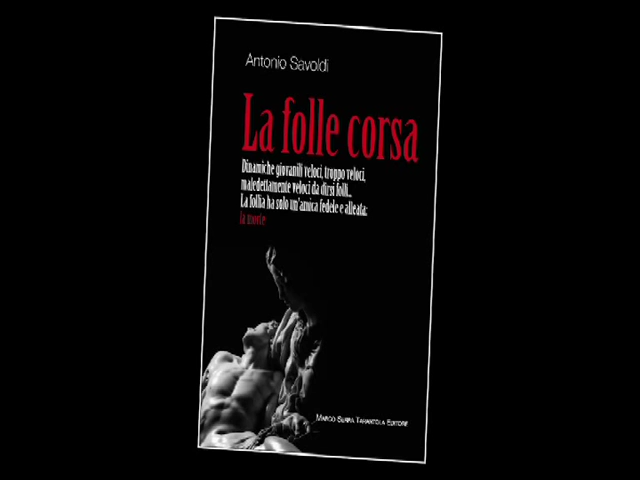 Antonio Savoldi
La folle corsa
Dinamiche giovanili veloci, troppo veloci,
maledettamente veloci da dirsi folli...
La follia ha solo un'amica fedele e alleata:
la morte
Marco Serra Tarantola Editore